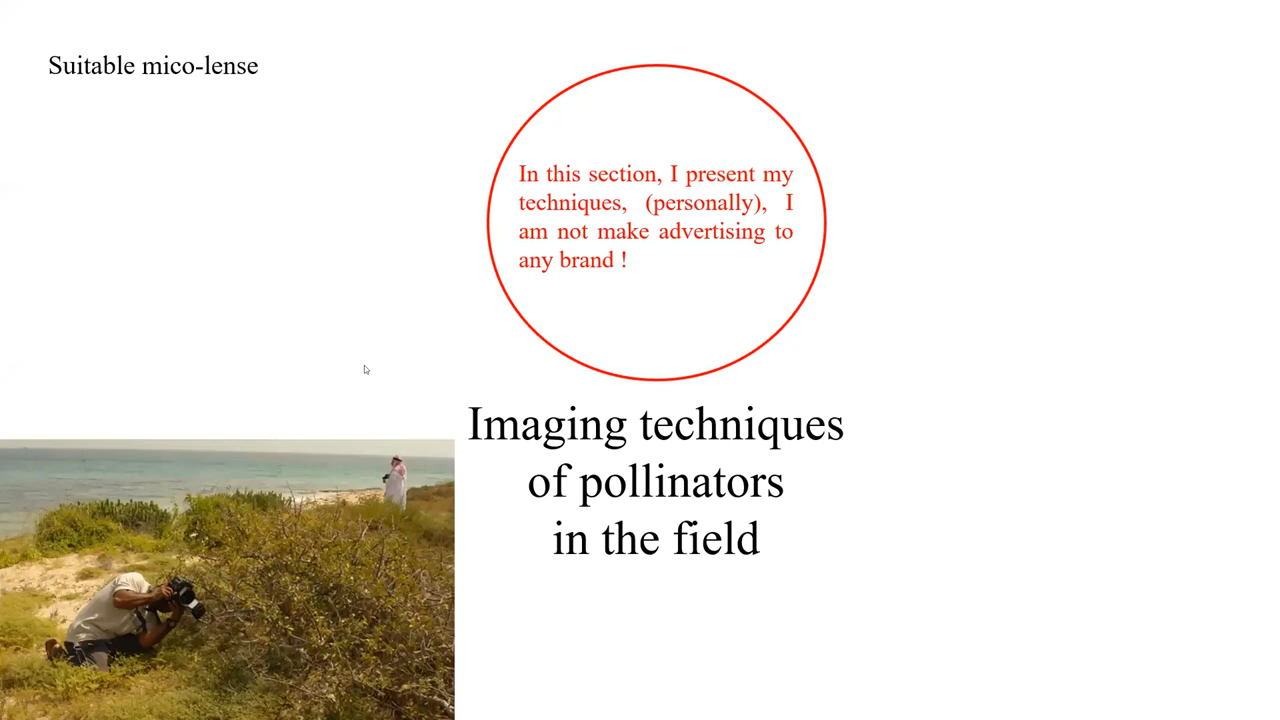 Suitable mico-lense
In this section, I present my
techniques, (personally), I
am not make advertising to
any brand !
Imaging techniques
of pollinators
in the field